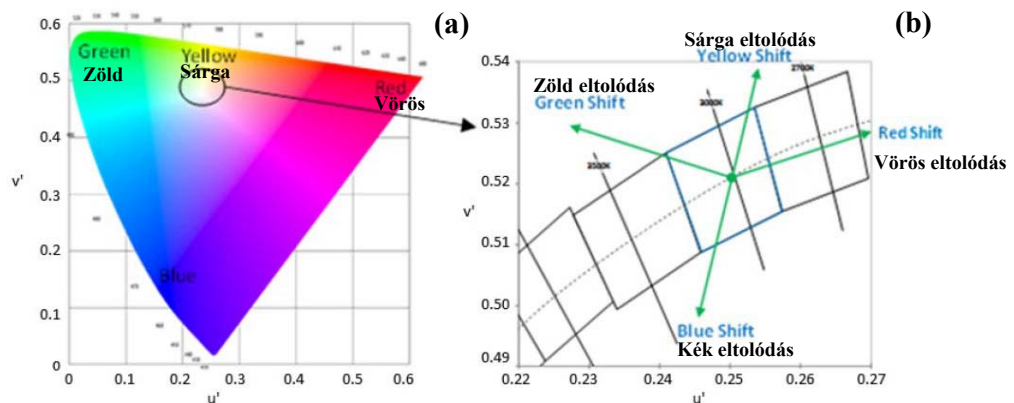 (a)
0.6
0.5
0.4
0.3
0.2
0.1
0
v'
Green
Zöld
Yellow
Sárga
Red
Vörös
Blue
0 0.1 0.2 0.3 0.4 0.5 0.6
u'
(b)
Sárga eltolódás
Yellow Shift
Zöld eltolódás
Green Shift
Red Shift
Vörös eltolódás
Blue Shift
Kék eltolódás
2700K
3000K
3500K
0.54
0.53
0.52
0.51
0.50
0.49
v'
0.22 0.23 0.24 0.25 0.26 0.27
u'